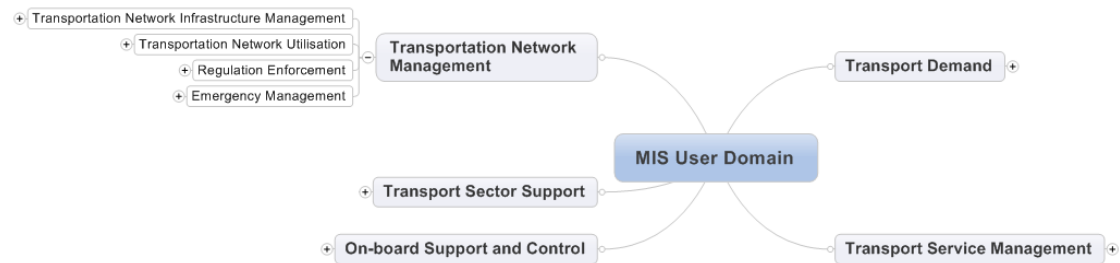 Transportation Network Infrastructure Management
Transportation Network Utilisation
Regulation Enforcement
Emergency Management
Transportation Network
Management
Transport Demand
MIS User Domain
Transport Sector Support
On-board Support and Control
Transport Service Management